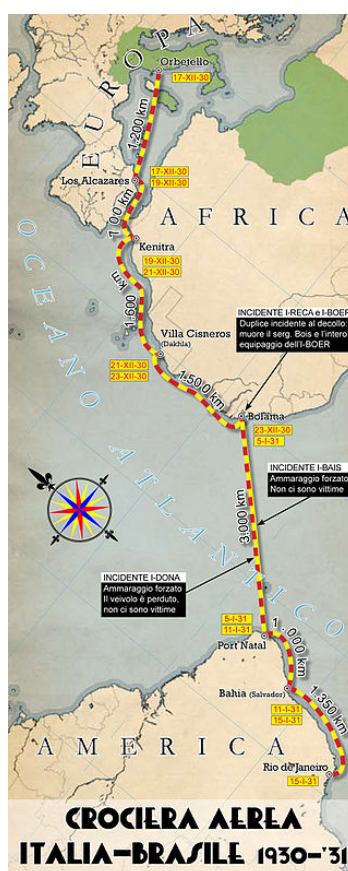 EUROPA
Orbetello
17-XII-30
1.200 km
Los Alcazares
17-XII-30
19-XII-30
AFRICA
700 km
Kenitra
19-XII-30
21-XII-30
OCEANO ATLANTICO
1.600 km
Villa Cisneros
(Dakhla)
INCIDENTE I-RECA e I-BOER
Duplice incidente al decollo:
muore il serg. Bois e l'intero
equipaggio dell'I-BOER
21-XII-30
23-XII-30
1.500 km
Bolama
23-XII-30
5-I-31
INCIDENTE I-BAIS
Ammaraggio forzato
Non ci sono vittime
3.000 km
INCIDENTE I-DONA
Ammaraggio forzato
Il veivolo è perduto,
non ci sono vittime
5-I-31
11-I-31
Port Natal
1.000 km
Bahia (Salvador)
11-I-31
15-I-31
1.350 km
AMERICA
Rio de Janeiro
15-I-31
CROCIERA AEREA
ITALIA-BRASILE 1930-'31